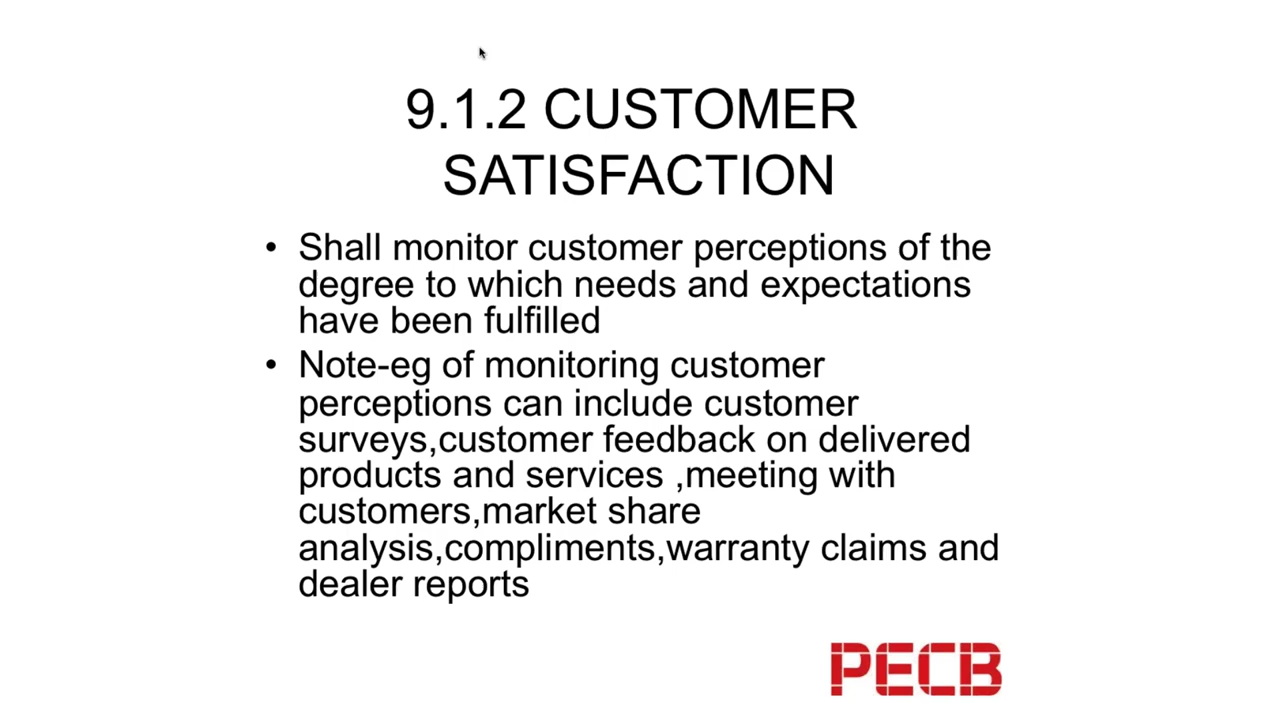 9.1.2 CUSTOMER
SATISFACTION
• Shall monitor customer perceptions of the
degree to which needs and expectations
have been fulfilled
• Note-eg of monitoring customer
perceptions can include customer
surveys,customer feedback on delivered
products and services ,meeting with
customers,market share
analysis,compliments,warranty claims and
dealer reports
PECB